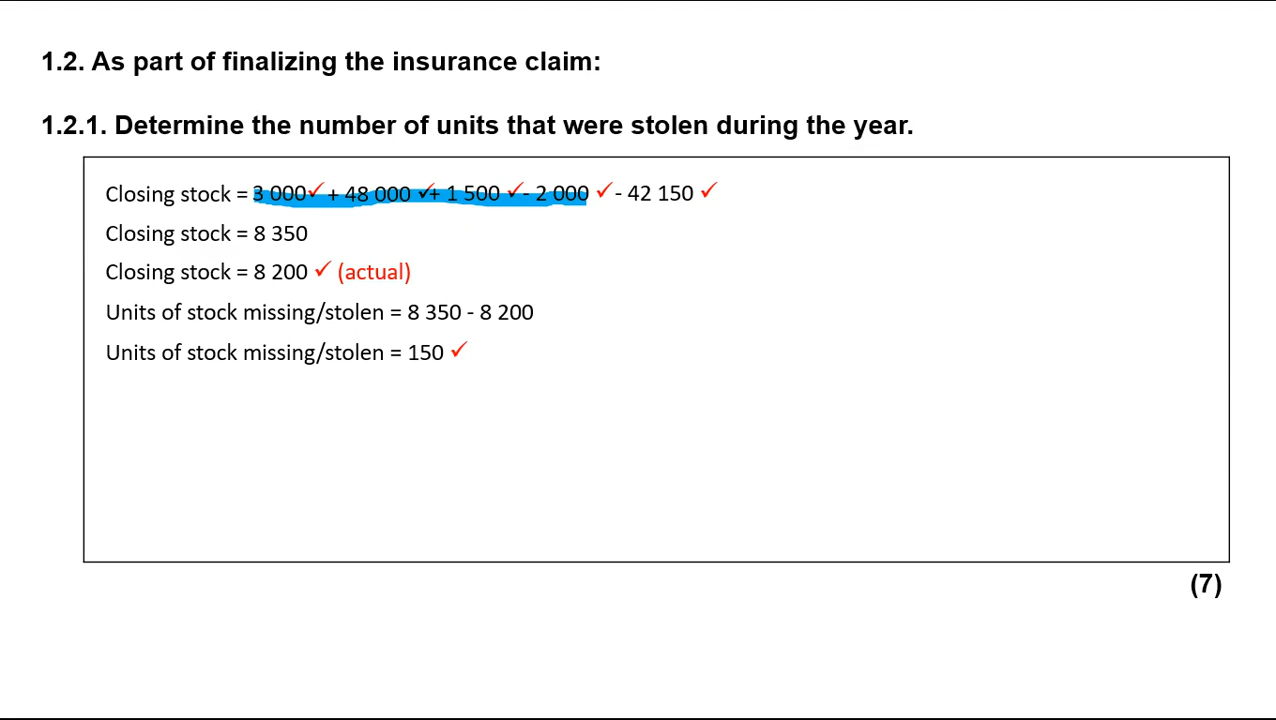 1.2. As part of finalizing the insurance claim:
1.2.1. Determine the number of units that were stolen during the year.
Closing stock = 3 000✓ + 48 000 ✓+ 1 500 ✓- 2 000 ✓- 42 150 ✓
Closing stock = 8 350
Closing stock = 8 200 ✓ (actual)
Units of stock missing/stolen = 8 350 - 8 200
Units of stock missing/stolen = 150 ✓
(7)